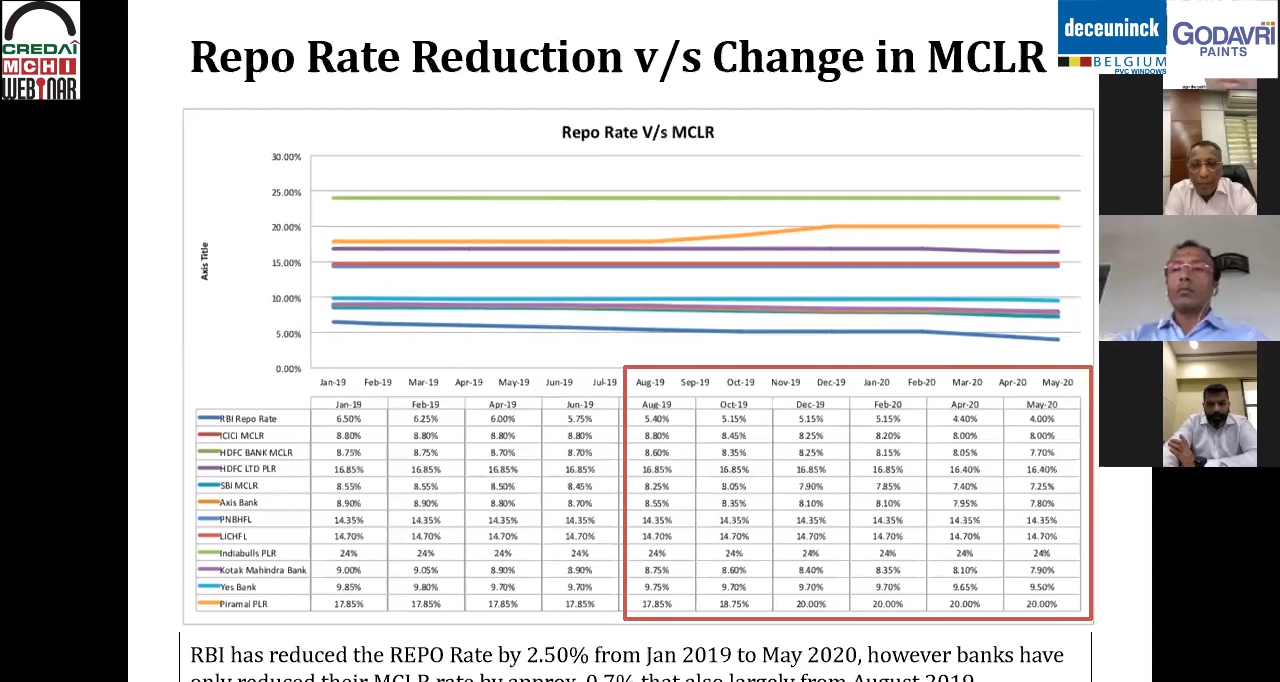 CREDAI
MCHI
WEBINAR
Repo Rate Reduction v/s Change in MCLR
deceuninck
BELGIUM
PVC WINDOWS
GODAVRI
PAINTS
Repo Rate V/s MCLR
Axis Title
30.00%
25.00%
20.00%
15.00%
10.00%
5.00%
0.00%
Jan-19 Feb-19 Mar-19 Apr-19 May-19 Jun-19 Jul-19 Aug-19 Sep-19 Oct-19 Nov-19 Dec-19 Jan-20 Feb-20 Mar-20 Apr-20 May-20
Jan-19 Feb-19 Apr-19 Jun-19 Aug-19 Oct-19 Dec-19 Feb-20 Apr-20 May-20
RBI Repo Rate 6.50% 6.25% 6.00% 5.75% 5.40% 5.15% 5.15% 5.15% 4.40% 4.00%
ICICI MCLR 8.80% 8.80% 8.80% 8.80% 8.80% 8.45% 8.25% 8.20% 8.00% 8.00%
HDFC BANK MCLR 8.75% 8.75% 8.70% 8.70% 8.60% 8.35% 8.25% 8.15% 8.05% 7.70%
HDFC LTD PLR 16.85% 16.85% 16.85% 16.85% 16.85% 16.85% 16.85% 16.85% 16.40% 16.40%
SBI MCLR 8.55% 8.55% 8.50% 8.45% 8.25% 8.05% 7.90% 7.85% 7.40% 7.25%
Axis Bank 8.90% 8.90% 8.80% 8.70% 8.55% 8.35% 8.10% 8.10% 7.95% 7.80%
PNBHFL 14.35% 14.35% 14.35% 14.35% 14.35% 14.35% 14.35% 14.35% 14.35% 14.35%
LICHFL 14.70% 14.70% 14.70% 14.70% 14.70% 14.70% 14.70% 14.70% 14.70% 14.70%
Indiabulls PLR 24% 24% 24% 24% 24% 24% 24% 24% 24% 24%
Kotak Mahindra Bank 9.00% 9.05% 8.90% 8.90% 8.75% 8.60% 8.40% 8.35% 8.10% 7.90%
Yes Bank 9.85% 9.80% 9.70% 9.70% 9.75% 9.70% 9.70% 9.70% 9.65% 9.50%
Piramal PLR 17.85% 17.85% 17.85% 17.85% 17.85% 18.75% 20.00% 20.00% 20.00% 20.00%
RBI has reduced the REPO Rate by 2.50% from Jan 2019 to May 2020, however banks have
only reduced their MCLR rate by approx. 0.7% that also largely from August 2019